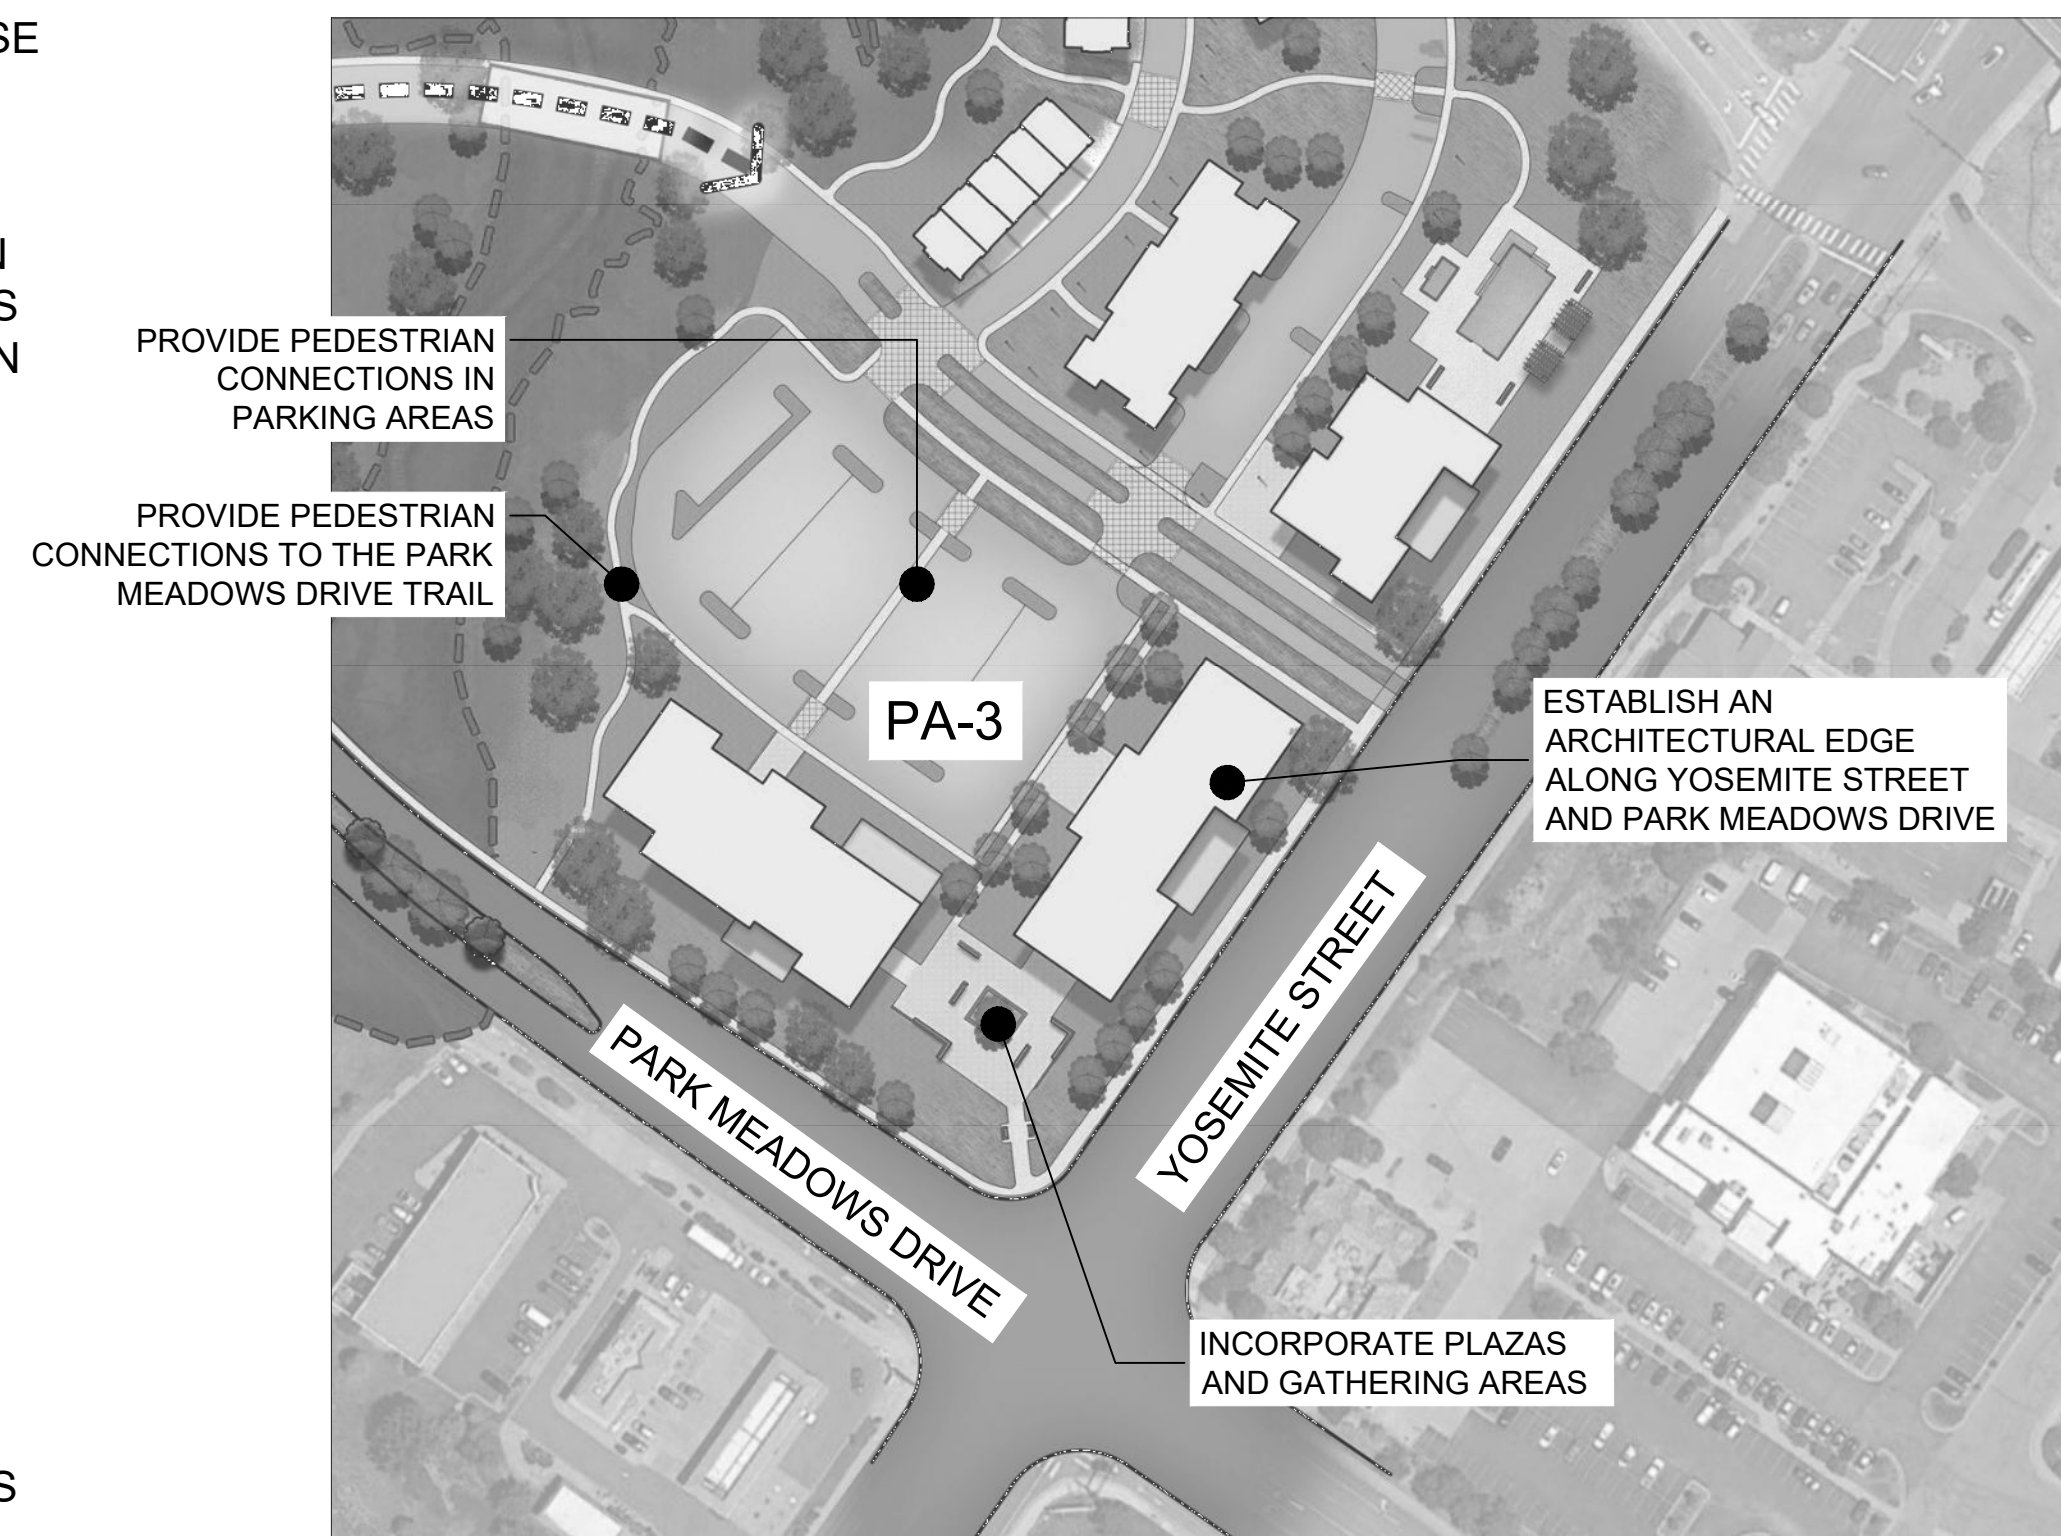 SE
N
S
N
PROVIDE PEDESTRIAN
CONNECTIONS IN
PARKING AREAS
PROVIDE PEDESTRIAN
CONNECTIONS TO THE PARK
MEADOWS DRIVE TRAIL
PA-3
ESTABLISH AN
ARCHITECTURAL EDGE
ALONG YOSEMITE STREET
AND PARK MEADOWS DRIVE
YOSEMITE STREET
PARK MEADOWS DRIVE
INCORPORATE PLAZAS
AND GATHERING AREAS
S